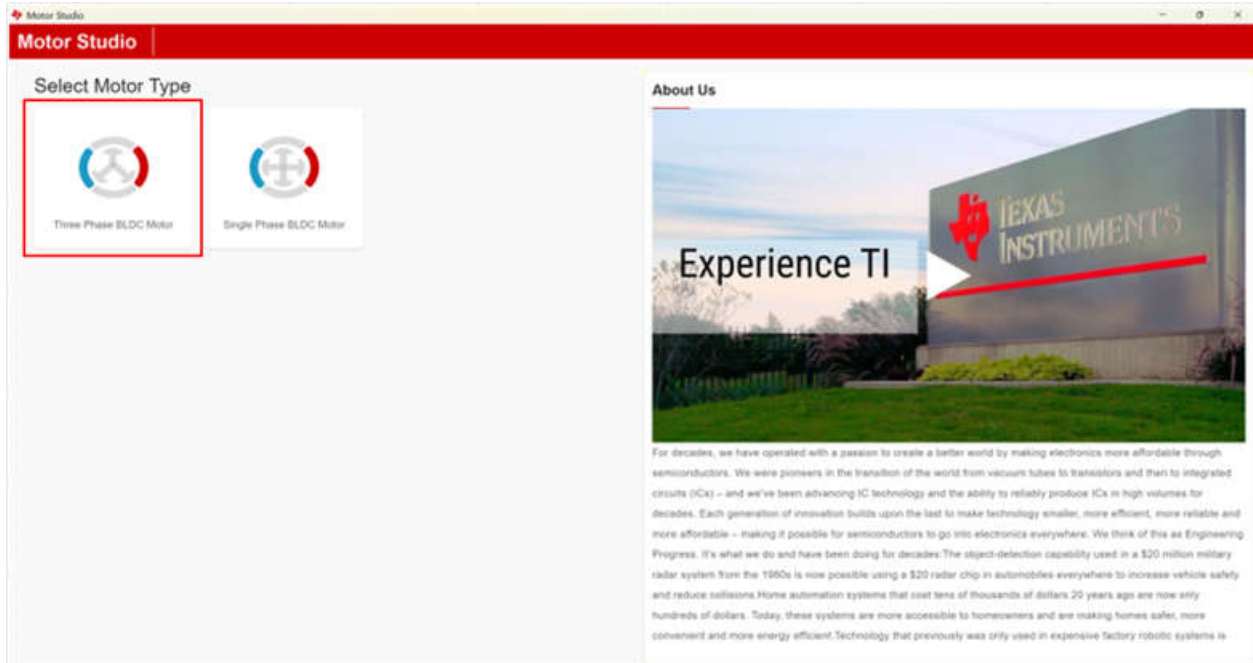 Motor Studio
Motor Studio
Select Motor Type
Three Phase BLDC Motor
Single Phase BLDC Motor
About Us
TEXAS
INSTRUMENTS
Experience TI
For decades, we have operated with a passion to create a better world by making electronics more affordable through
semiconductors. We were pioneers in the transition of the world from vacuum tubes to transistors and then to integrated
circuits (ICs) – and we've been advancing IC technology and the ability to reliably produce ICs in high volumes for
decades. Each generation of innovation builds upon the last to make technology smaller, more efficient, more reliable and
more affordable – making it possible for semiconductors to go into electronics everywhere. We think of this as Engineering
Progress. It's what we do and have been doing for decades.The object-detection capability used in a $20 million military
radar system from the 1980s is now possible using a $20 radar chip in automobiles everywhere to increase vehicle safety
and reduce collisions.Home automation systems that cost tens of thousands of dollars 20 years ago are now only
hundreds of dollars. Today, these systems are more accessible to homeowners and are making homes safer, more
convenient and more energy efficient.Technology that previously was only used in expensive factory robotic systems is